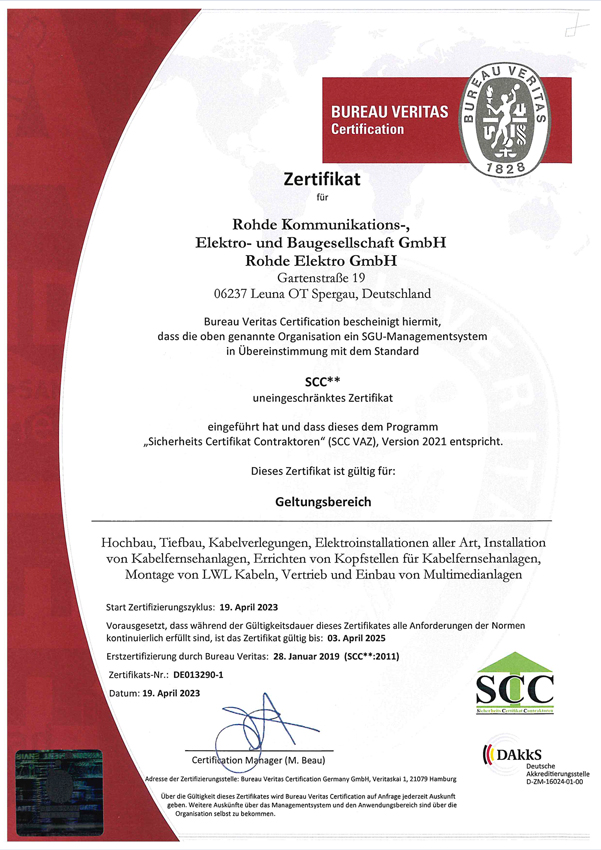 BUREAU VERITAS
Certification
BUREAU VERITAS
1828
Zertifikat
für
Rohde Kommunikations-,
Elektro- und Baugesellschaft GmbH
Rohde Elektro GmbH
Gartenstraße 19
06237 Leuna OT Spergau, Deutschland
Bureau Veritas Certification bescheinigt hiermit,
dass die oben genannte Organisation ein SGU-Managementsystem
in Übereinstimmung mit dem Standard
SCC**
uneingeschränktes Zertifikat
eingeführt hat und dass dieses dem Programm
„Sicherheits Certifikat Contraktoren“ (SCC VAZ), Version 2021 entspricht.
Dieses Zertifikat ist gültig für:
Geltungsbereich
Hochbau, Tiefbau, Kabelverlegungen, Elektroinstallationen aller Art, Installation
von Kabelfernsehanlagen, Errichten von Kopfstellen für Kabelfernsehanlagen,
Montage von LWL Kabeln, Vertrieb und Einbau von Multimedianlagen
Start Zertifizierungszyklus: 19. April 2023
Vorausgesetzt, dass während der Gültigkeitsdauer dieses Zertifikates alle Anforderungen der Normen
kontinuierlich erfüllt sind, ist das Zertifikat gültig bis: 03. April 2025
Erstzertifizierung durch Bureau Veritas: 28. Januar 2019 (SCC**:2011)
Zertifikats-Nr.: DE013290-1
Datum: 19. April 2023
SCC
Sicherheits Certifikat Contraktoren
Certification Manager (M. Beau)
DAkkS
Deutsche
Akkreditierungsstelle
D-ZM-16024-01-00
Adresse der Zertifizierungsstelle: Bureau Veritas Certification Germany GmbH, Veritaskai 1, 21079 Hamburg
Über die Gültigkeit dieses Zertifikates wird Bureau Veritas Certification auf Anfrage jederzeit Auskunft
geben. Weitere Auskünfte über das Managementsystem und den Anwendungsbereich sind über die
Organisation selbst zu bekommen.